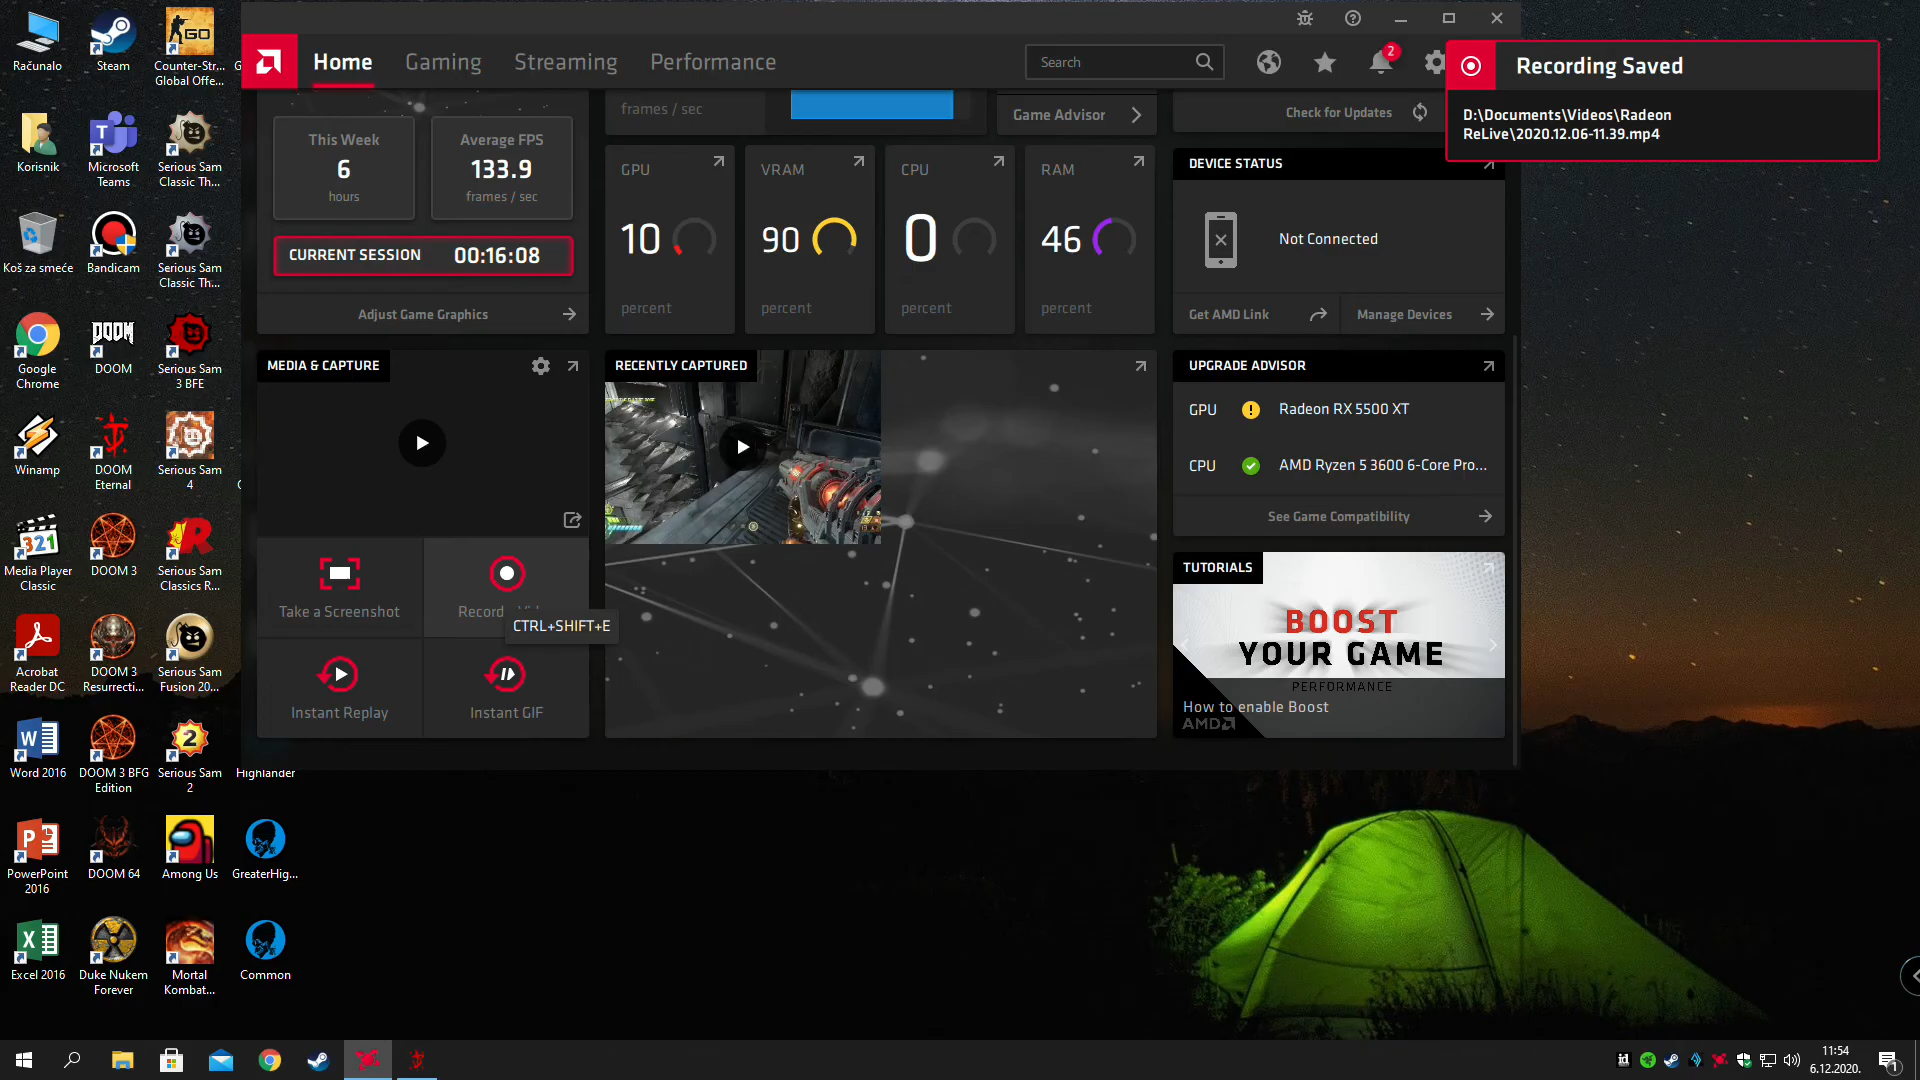 Home
Gaming
Streaming
Performance
Search
2
Recording Saved
D:\Documents\Videos\Radeon
ReLive\2020.12.06-11.39.mp4
This Week
6
hours
Average FPS
133.9
frames / sec
CURRENT SESSION
00:16:08
Adjust Game Graphics
frames / sec
Game Advisor
Check for Updates
GPU
10
percent
VRAM
90
percent
CPU
0
percent
RAM
46
percent
DEVICE STATUS
Not Connected
Get AMD Link
Manage Devices
MEDIA & CAPTURE
Take a Screenshot
Record
CTRL+SHIFT+E
Instant Replay
Instant GIF
RECENTLY CAPTURED
UPGRADE ADVISOR
GPU
Radeon RX 5500 XT
CPU
AMD Ryzen 5 3600 6-Core Pro...
See Game Compatibility
TUTORIALS
BOOST
YOUR GAME
PERFORMANCE
How to enable Boost
AMD
Računalo
Steam
GO
Counter-Str...
Global Offe...
Korisnik
Microsoft
Teams
Serious Sam
Classic Th...
Koš za smeće
Bandicam
Serious Sam
Classic Th...
Google
Chrome
DOOM
DOOM
Serious Sam
3 BFE
Winamp
DOOM
Eternal
Serious Sam
4
321
Media Player
Classic
DOOM 3
Serious Sam
Classics R...
Acrobat
Reader DC
DOOM 3
Resurrecti...
Serious Sam
Fusion 20...
Word 2016
DOOM 3 BFG
Edition
2
Serious Sam
2
Highlander
PowerPoint
2016
DOOM 64
Among Us
GreaterHig...
Excel 2016
Duke Nukem
Forever
Mortal
Kombat...
Common
11:54
6.12.2020.
1